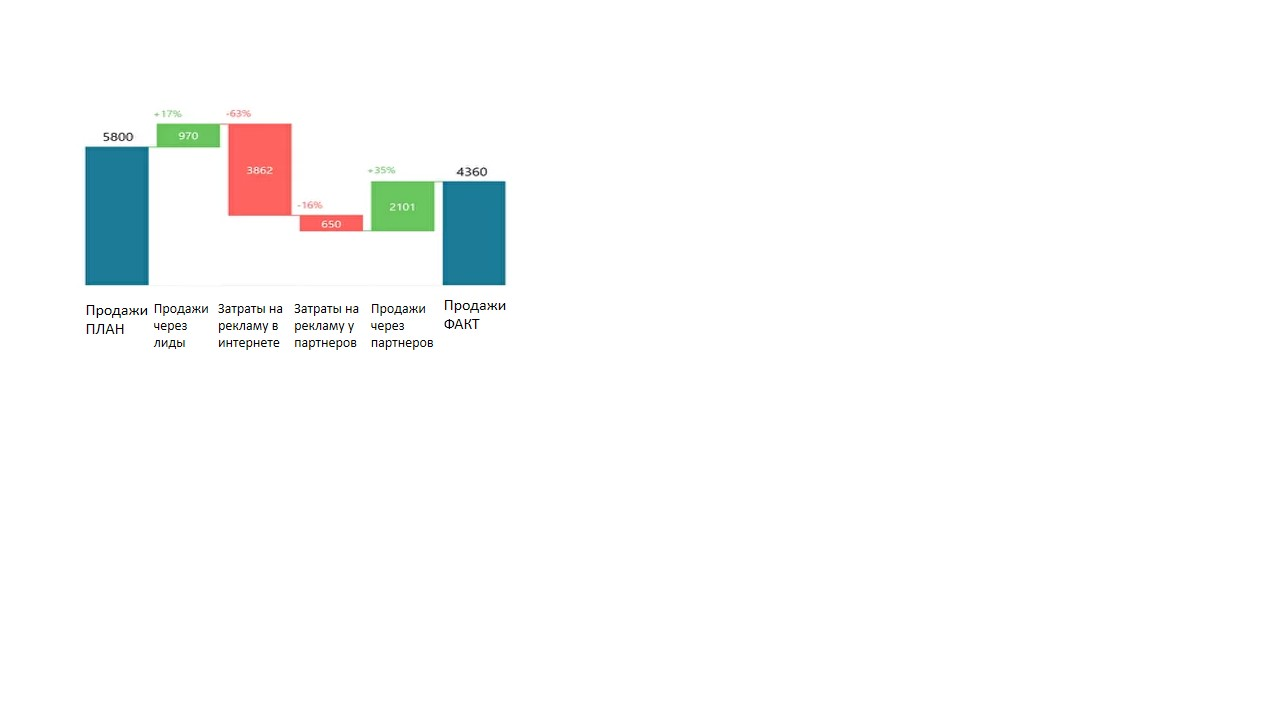 +17%
-63%
5800
970
3862
-16%
650
+35%
2101
4360
Продажи
ПЛАН
Продажи
через
лиды
Затраты на
рекламу в
интернете
Затраты на
рекламу у
партнеров
Продажи
через
партнеров
Продажи
ФАКТ